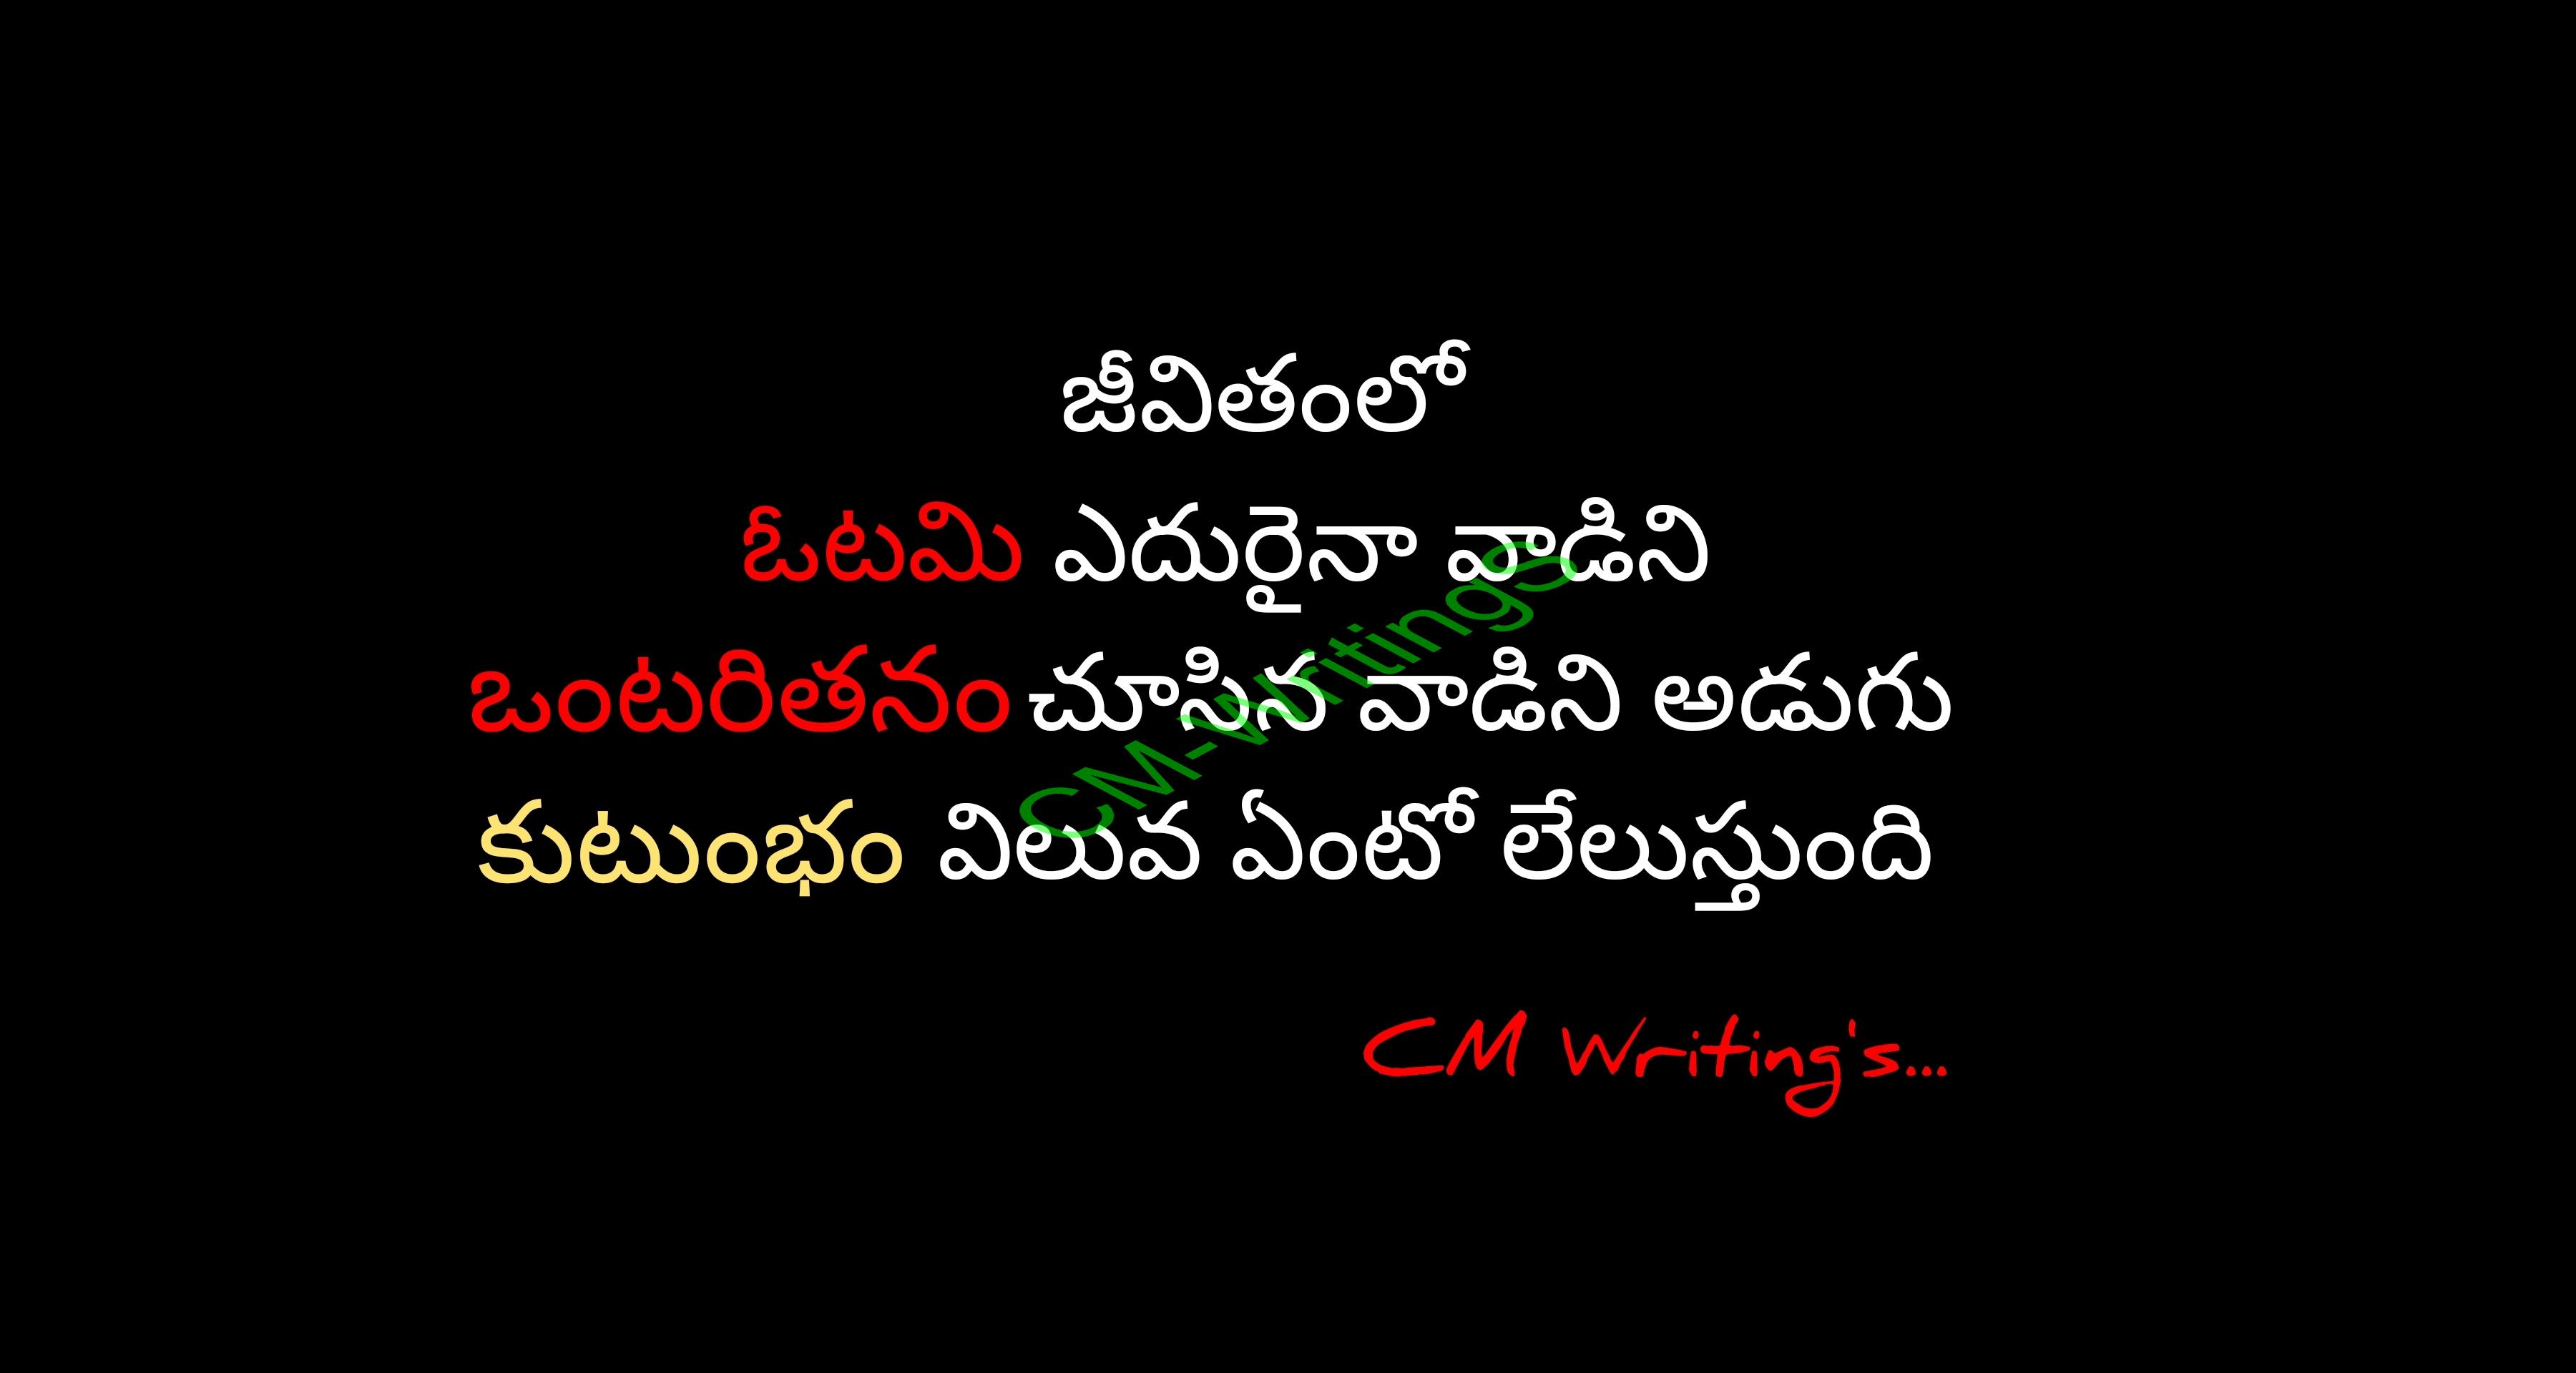 జీవితంలో
ఓటమి ఎదురైనా వాడిని
ఒంటరితనం చూసిన వాడిని అడుగు
కుటుంభం విలువ ఏంటో లేలుస్తుంది
CM-Writings
CM Writing's...